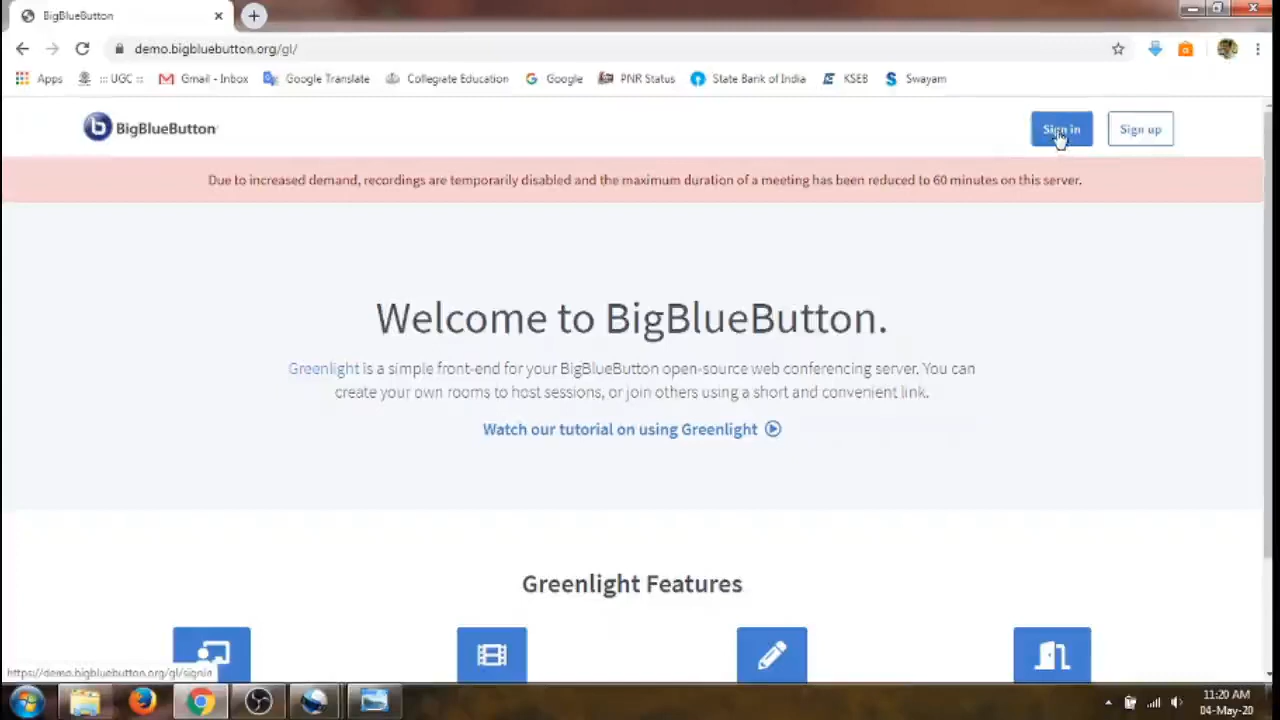 BigBlueButton
demo.bigbluebutton.org/gl/
Apps
::: UGC ::
Gmail - Inbox
Google Translate
Collegiate Education
Google
PNR Status
State Bank of India
KSEB
Swayam
BigBlueButton
Sign in
Sign up
Due to increased demand, recordings are temporarily disabled and the maximum duration of a meeting has been reduced to 60 minutes on this server.
Welcome to BigBlueButton.
Greenlight is a simple front-end for your BigBlueButton open-source web conferencing server. You can
create your own rooms to host sessions, or join others using a short and convenient link.
Watch our tutorial on using Greenlight
Greenlight Features
https://demo.bigbluebutton.org/gl/signin
11:20 AM
04-May-20